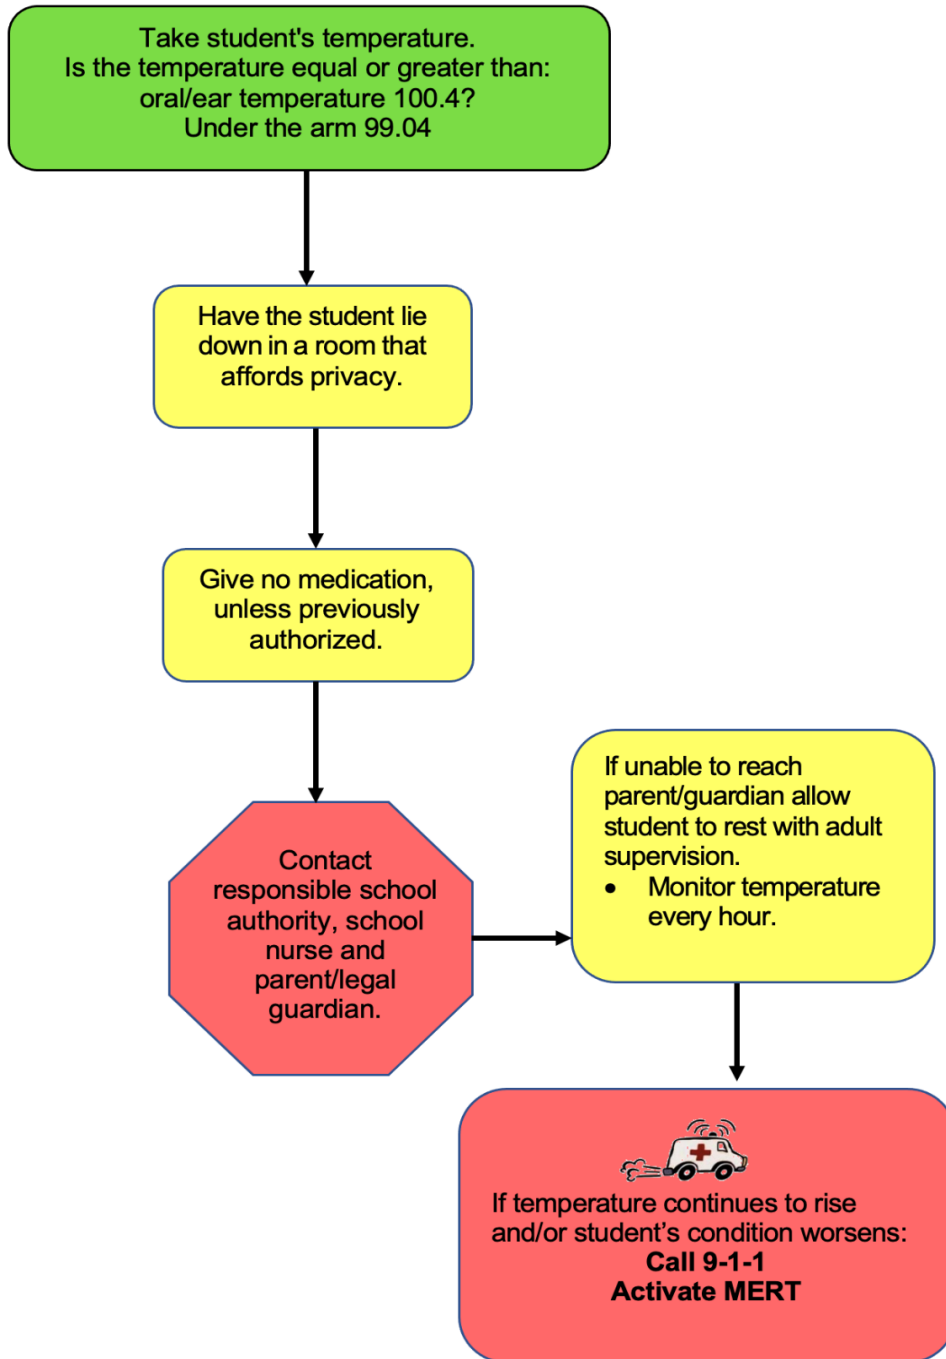 Take student's temperature.
Is the temperature equal or greater than:
oral/ear temperature 100.4?
Under the arm 99.04
Have the student lie
down in a room that
affords privacy.
Give no medication,
unless previously
authorized.
Contact
responsible school
authority, school
nurse and
parent/legal
guardian.
If unable to reach
parent/guardian allow
student to rest with adult
supervision.
• Monitor temperature
every hour.
If temperature continues to rise
and/or student’s condition worsens:
Call 9-1-1
Activate MERT